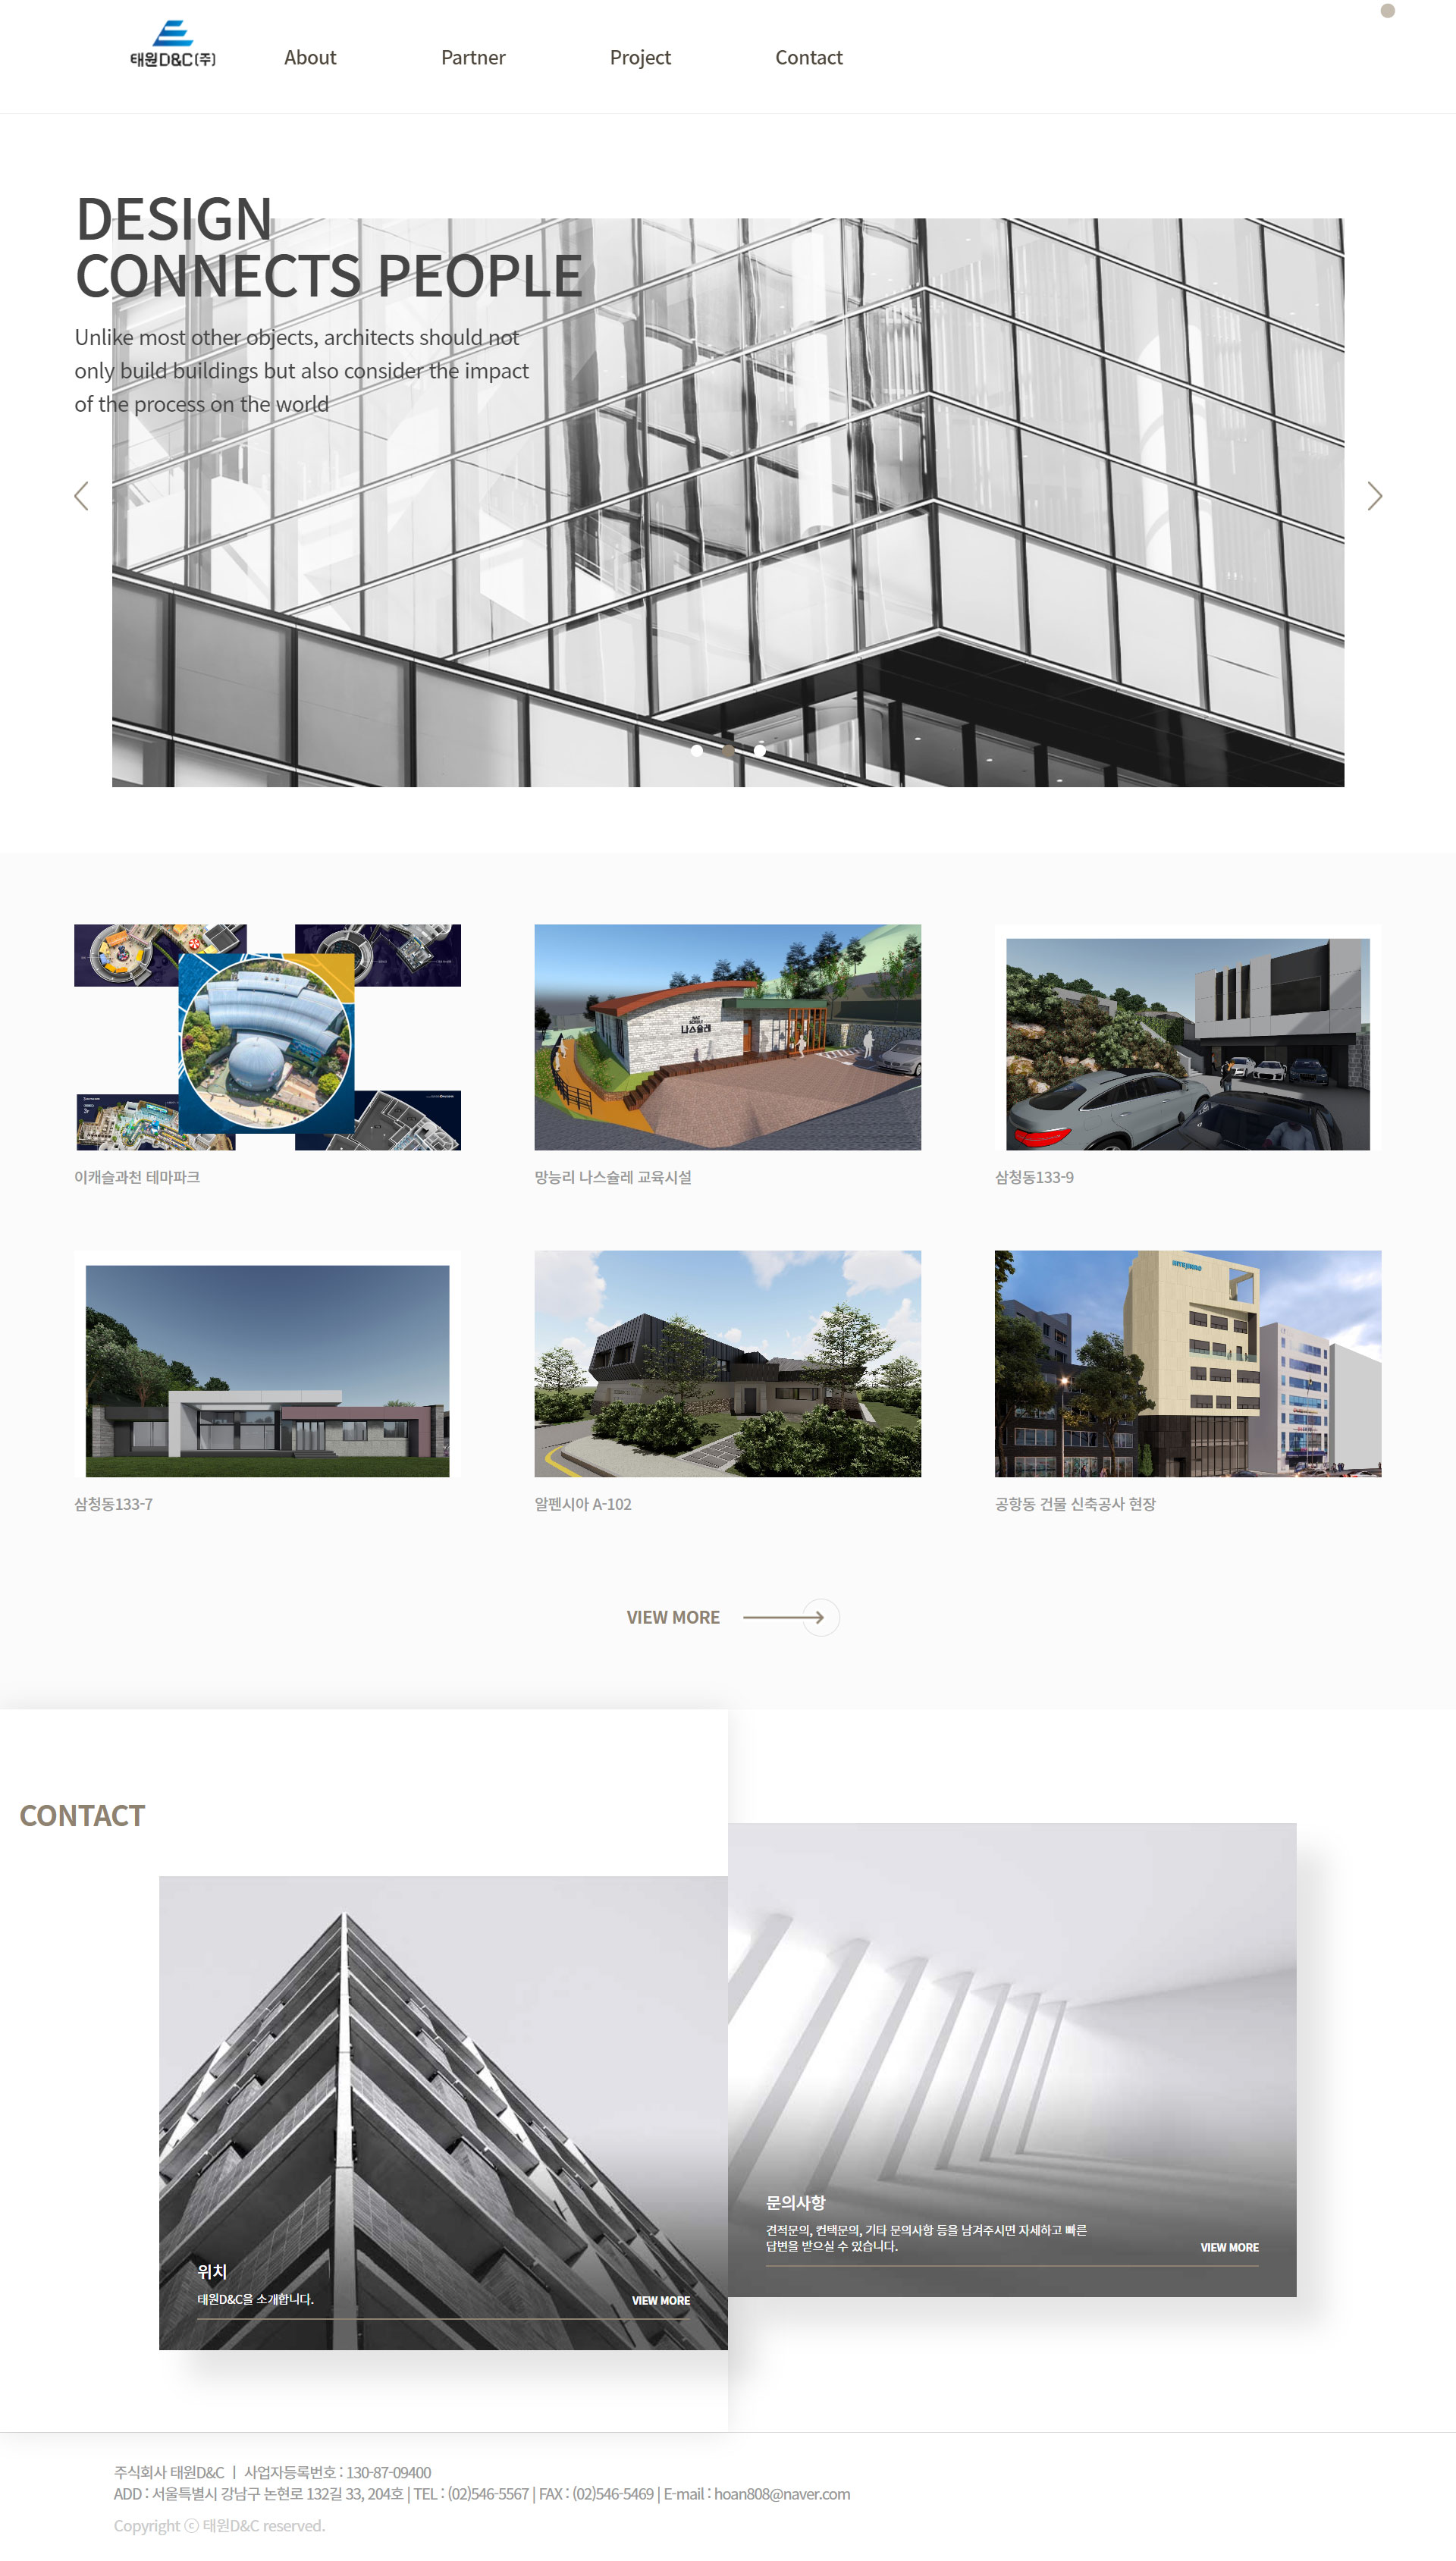 태원D&C(주)
About
Partner
Project
Contact
DESIGN
CONNECTS PEOPLE
Unlike most other objects, architects should not
only build buildings but also consider the impact
of the process on the world
나스슐레
이캐슬과천 테마파크
망능리 나스슐레 교육시설
삼청동133-9
삼청동133-7
알펜시아 A-102
공항동 건물 신축공사 현장
VIEW MORE
CONTACT
문의사항
견적문의, 컨택문의, 기타 문의사항 등을 남겨주시면 자세하고 빠른
답변을 받으실 수 있습니다.
VIEW MORE
위치
태원D&C을 소개합니다.
VIEW MORE
주식회사 태원D&C ㅣ 사업자등록번호 : 130-87-09400
ADD : 서울특별시 강남구 논현로 132길 33, 204호 | TEL : (02)546-5567 | FAX : (02)546-5469 | E-mail : hoan808@naver.com
Copyright ⓒ 태원D&C reserved.